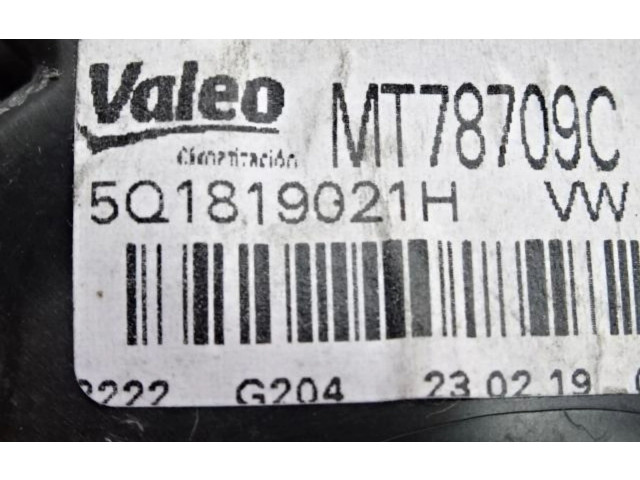 Valeo MT78709C
Climatización
5Q1819021H VW
G204 23.02.19